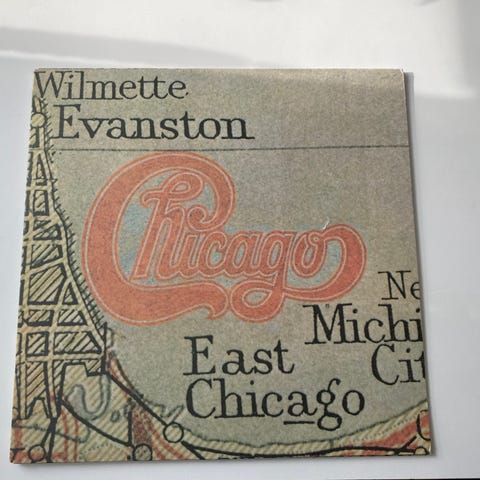 Wilmette
Evanston
Chicago
Ne
Michi
Cit
East
Chicago